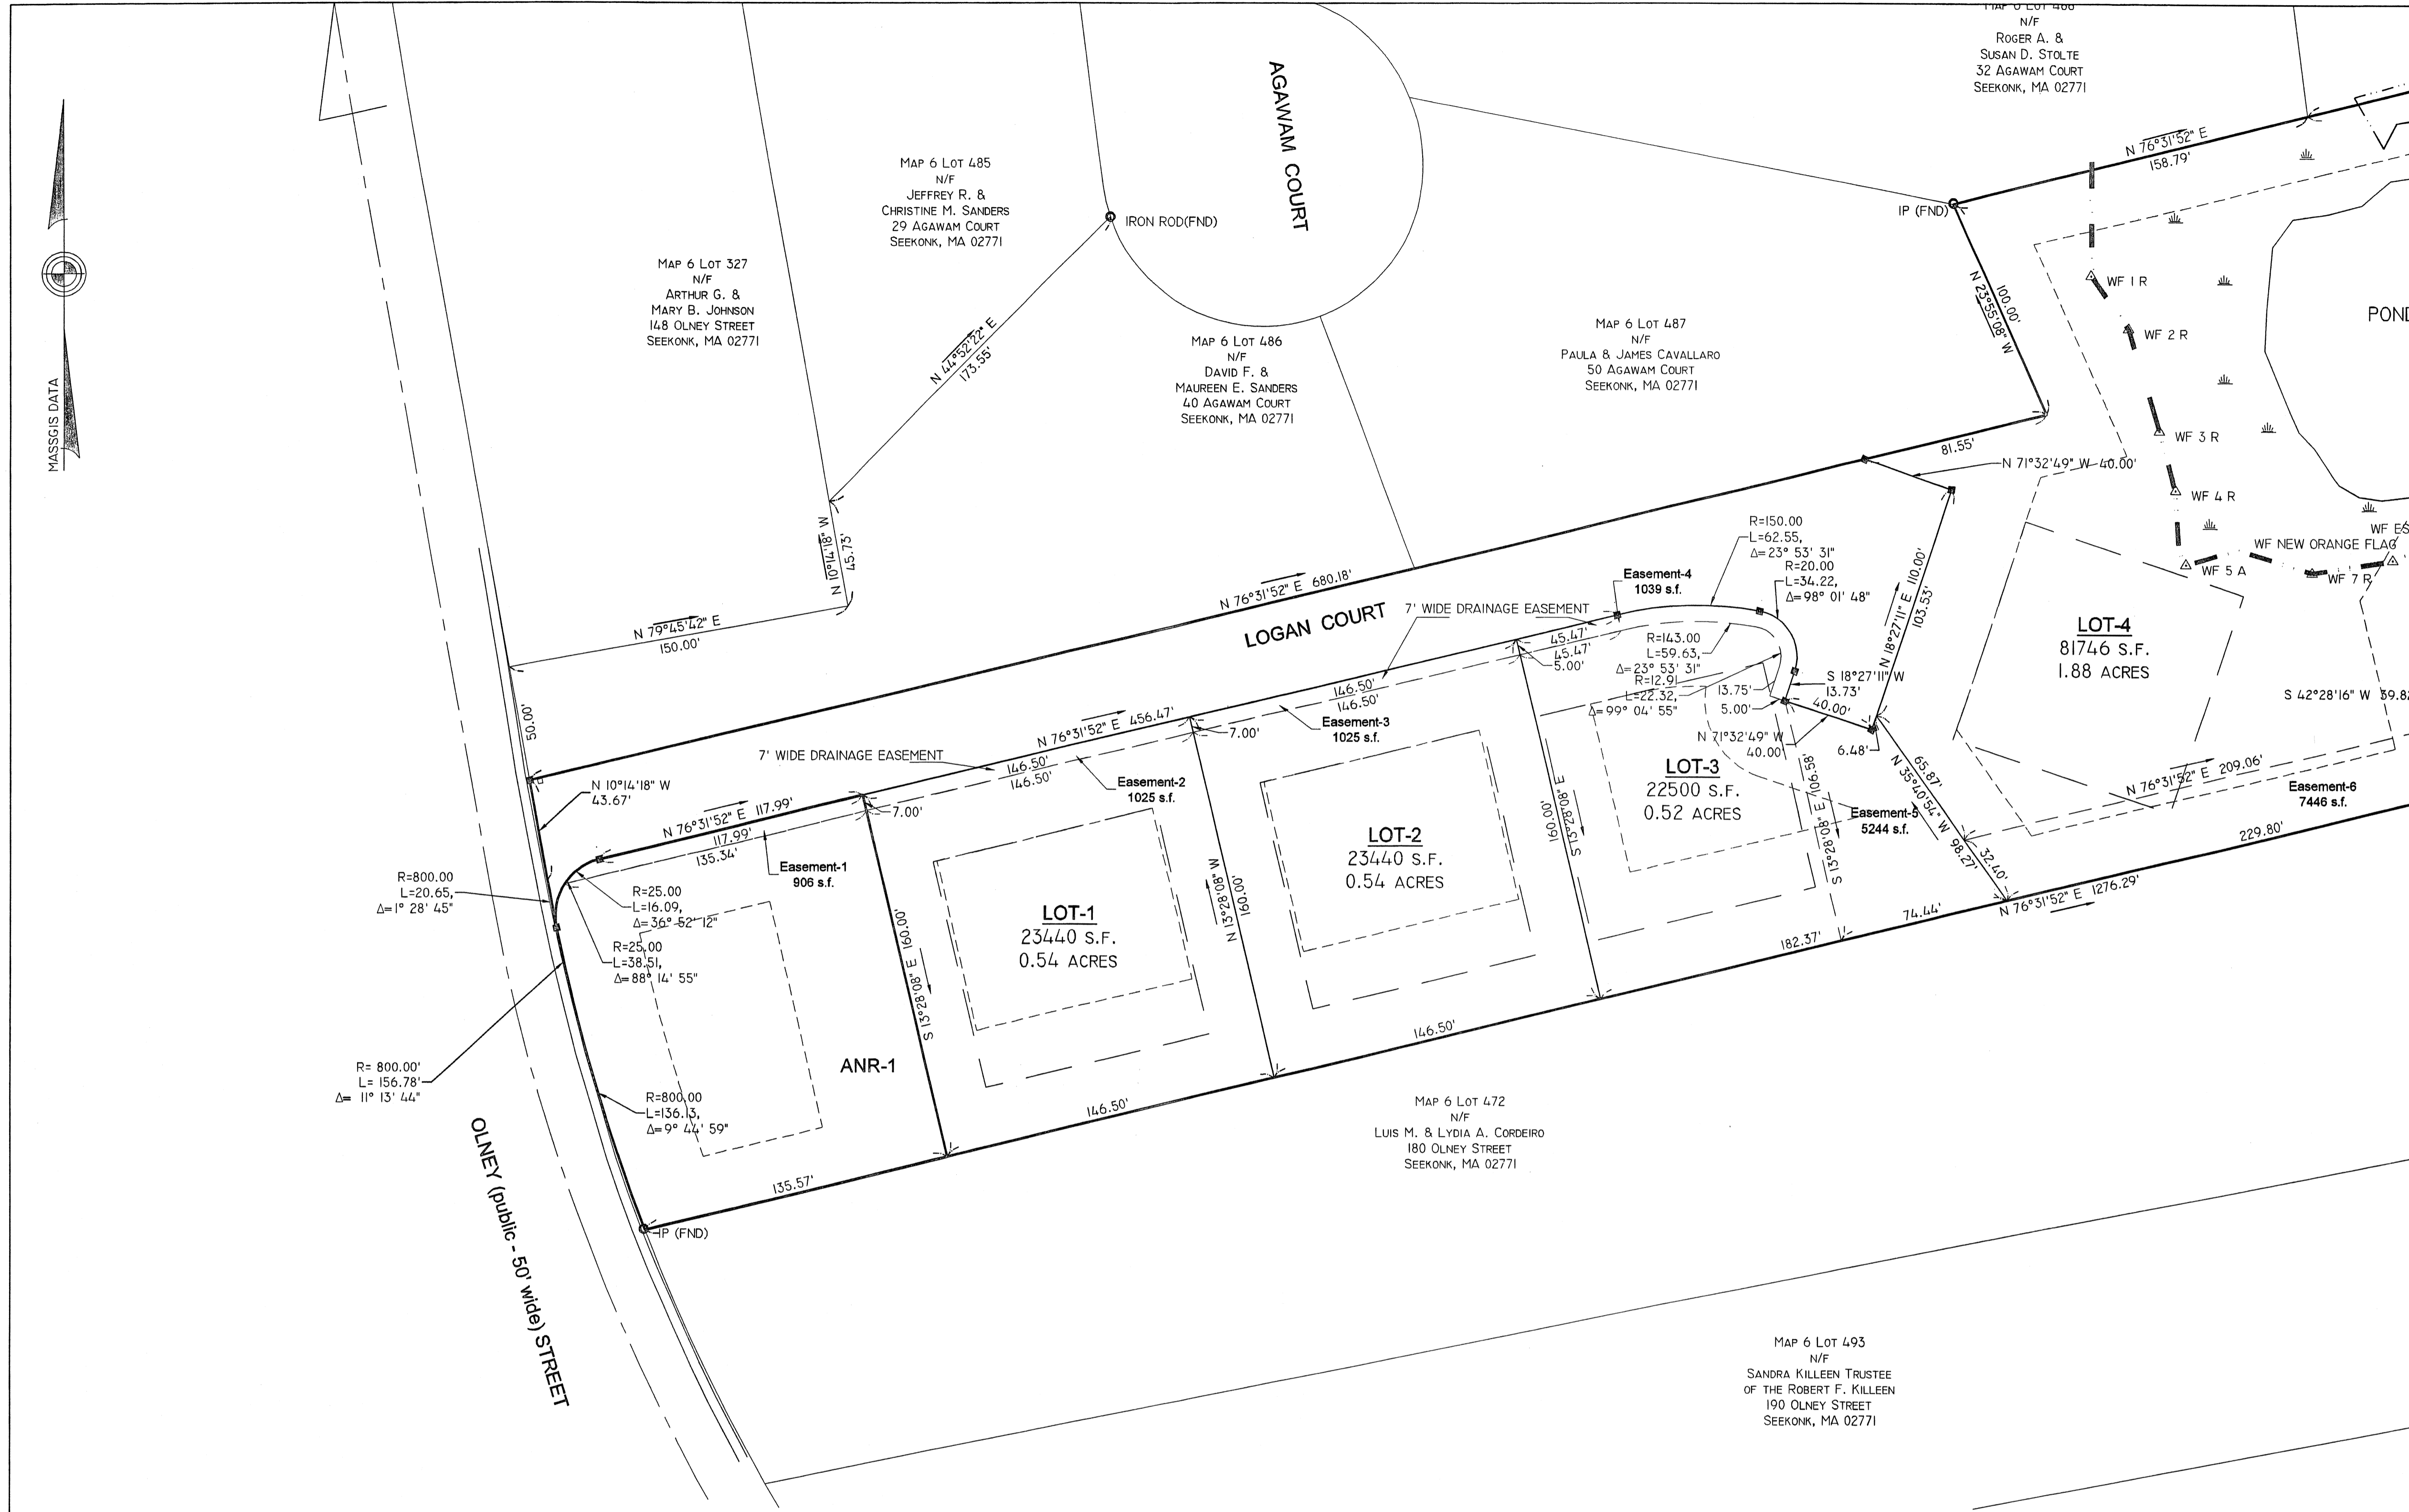 MASSGIS DATA
MAP 6 LOT 485
N/F
JEFFREY R. &
CHRISTINE M. SANDERS
29 AGAWAM COURT
SEEKONK, MA 02771
MAP 6 LOT 327
N/F
ARTHUR G. &
MARY B. JOHNSON
148 OLNEY STREET
SEEKONK, MA 02771
AGAWAM COURT
IRON ROD(FND)
N 44°52'22" E
173.55'
N 10°14'18" W
45.73'
N 79°45'42" E
150.00'
50.00'
MAP 6 LOT 486
N/F
DAVID F. &
MAUREEN E. SANDERS
40 AGAWAM COURT
SEEKONK, MA 02771
MAP 6 LOT 487
N/F
PAULA & JAMES CAVALLARO
50 AGAWAM COURT
SEEKONK, MA 02771
N/F
ROGER A. &
SUSAN D. STOLTE
32 AGAWAM COURT
SEEKONK, MA 02771
IP (FND)
N 76°31'52" E
158.79'
100.00'
N 23°55'08" W
81.55'
N 71°32'49" W 40.00'
WF 1 R
WF 2 R
WF 3 R
WF 4 R
WF 5 A
WF NEW ORANGE FLAG
WF 7 R
N 76°31'52" E 680.18'
LOGAN COURT
7' WIDE DRAINAGE EASEMENT
Easement-4
1039 s.f.
R=150.00
L=62.55,
Δ=23° 53' 31"
R=20.00
L=34.22,
Δ=98° 01' 48"
45.47'
45.47'
5.00'
R=143.00
L=59.63,
Δ=23° 53' 31"
R=12.91
L=22.32,
Δ=99° 04' 55"
13.75'
5.00'
S 18°27'11" W
13.73'
40.00'
N 71°32'49" W
40.00'
6.48'
N 18°27'11" E 110.00'
103.53'
LOT-4
81746 S.F.
1.88 ACRES
S 42°28'16" W
7' WIDE DRAINAGE EASEMENT
N 76°31'52" E 456.47'
146.50'
146.50'
146.50'
146.50'
Easement-3
1025 s.f.
7.00'
Easement-2
1025 s.f.
7.00'
N 10°14'18" W
43.67'
N 76°31'52" E 117.99'
117.99'
135.34'
Easement-1
906 s.f.
R=800.00
L=20.65,
Δ=1° 28' 45"
R=25.00
L=16.09,
Δ=36° 52' 12"
R=25.00
L=38.51,
Δ=88° 14' 55"
R= 800.00'
L= 156.78'
Δ= 11° 13' 44"
R=800.00
L=136.13,
Δ=9° 44' 59"
ANR-1
S 13°28'08" E 160.00'
LOT-1
23440 S.F.
0.54 ACRES
N 13°28'08" W
160.00'
LOT-2
23440 S.F.
0.54 ACRES
160.00'
S 13°28'08" E
LOT-3
22500 S.F.
0.52 ACRES
S 13°28'08" E 106.58'
Easement-5
5244 s.f.
65.87'
N 35°40'54" W 98.27'
32.40'
N 76°31'52" E 209.06'
Easement-6
7446 s.f.
229.80'
N 76°31'52" E 1276.29'
74.44'
182.37'
146.50'
146.50'
135.57'
IP (FND)
OLNEY (public - 50' wide) STREET
MAP 6 LOT 472
N/F
LUIS M. & LYDIA A. CORDEIRO
180 OLNEY STREET
SEEKONK, MA 02771
MAP 6 LOT 493
N/F
SANDRA KILLEEN TRUSTEE
OF THE ROBERT F. KILLEEN
190 OLNEY STREET
SEEKONK, MA 02771